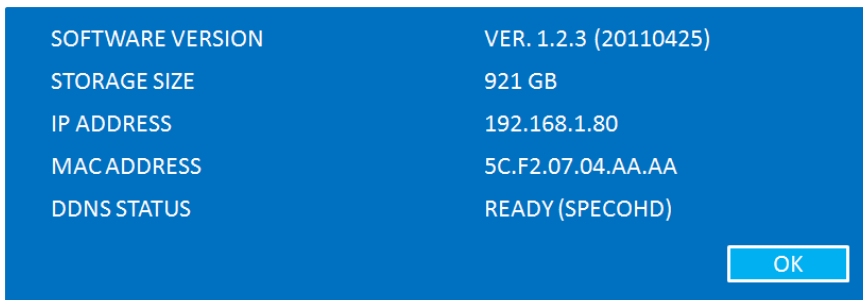 SOFTWARE VERSION VER. 1.2.3 (20110425)
STORAGE SIZE 921 GB
IP ADDRESS 192.168.1.80
MAC ADDRESS 5C.F2.07.04.AA.AA
DDNS STATUS READY (SPECOHD)
OK